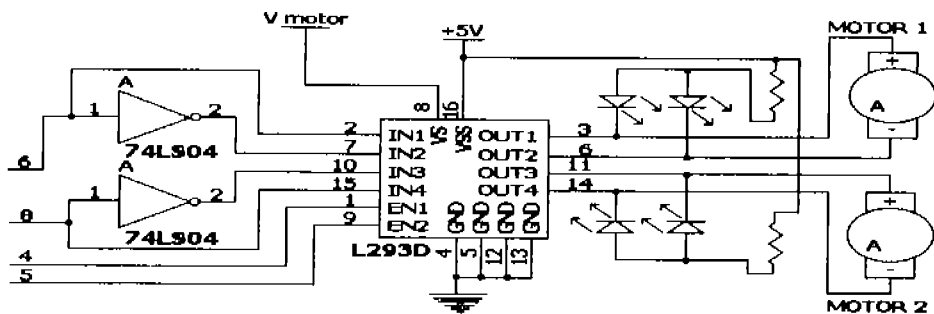 V motor
+5V
MOTOR 1
A
1
2
74LS04
6
A
1
2
74LS04
8
4
5
8
16
VS
VSS
2
IN1
7
IN2
10
IN3
15
IN4
1
EN1
9
EN2
OUT1
3
OUT2
6
OUT3
11
OUT4
14
GND
GND
GND
GND
L293D
4
5
12
13
+
A
-
+
A
-
MOTOR 2